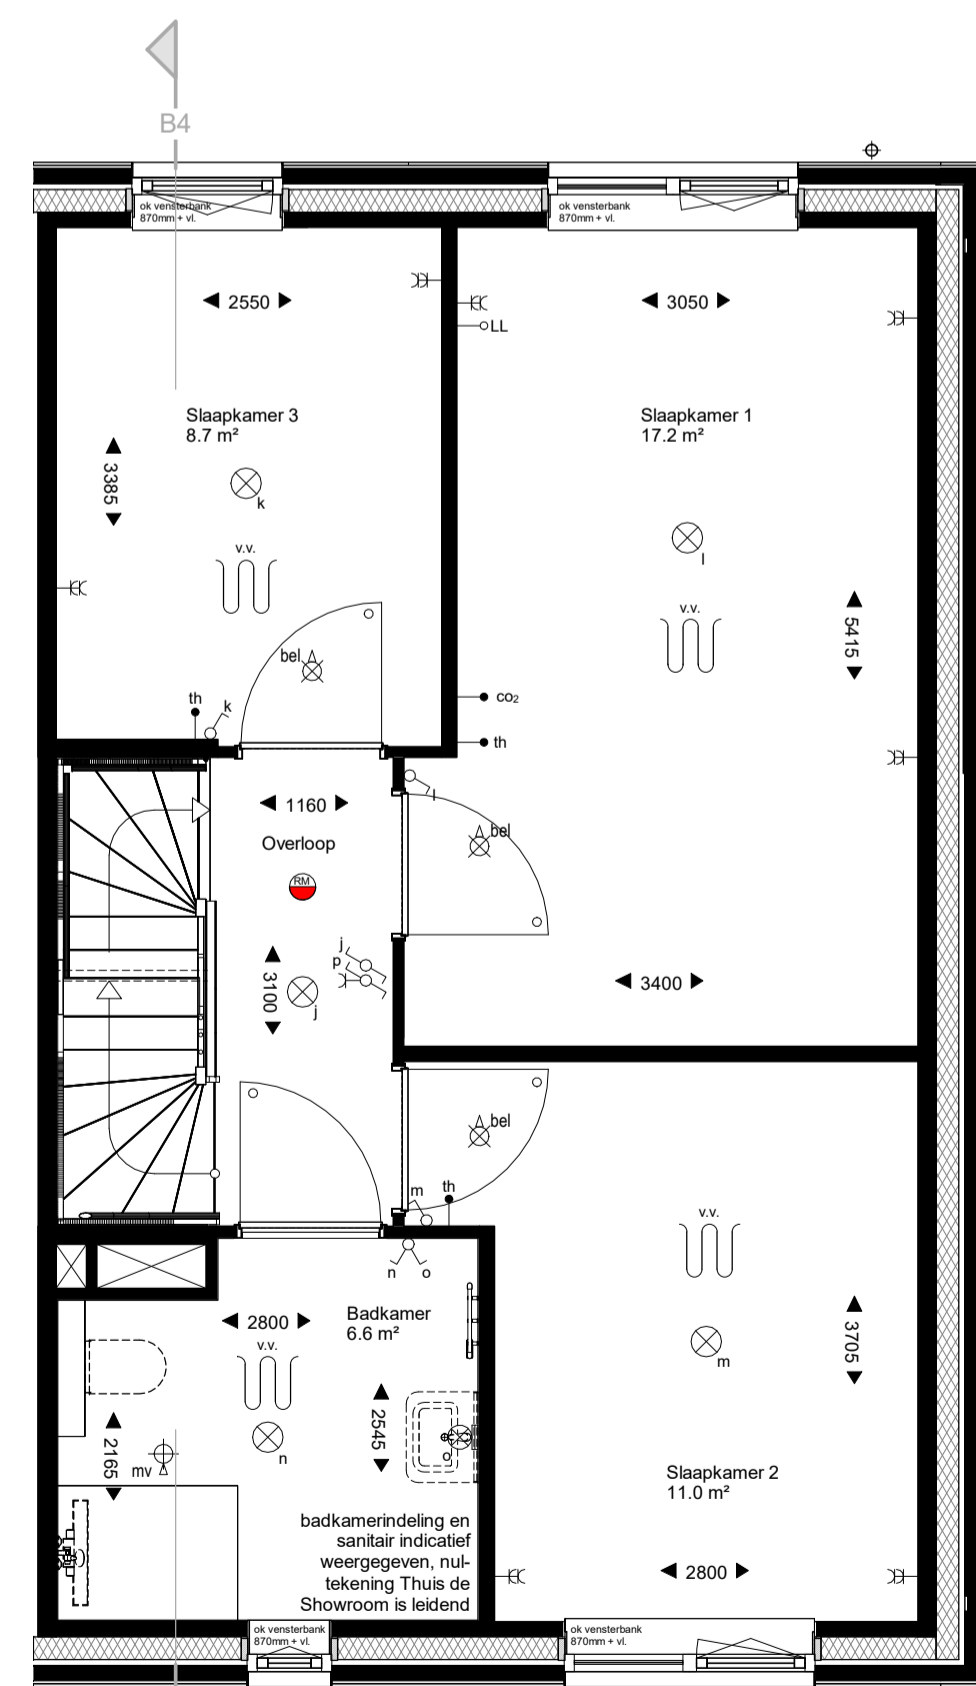 B4
ok vensterbank
870mm + vl.
ok vensterbank
870mm + vl.
2550
3050
LL
Slaapkamer 3
8.7 m²
Slaapkamer 1
17.2 m²
3385
k
l
v.v.
v.v.
5415
bel
th
k
co₂
th
l
1160
Overloop
bel
RM
j
p
3100
j
3400
bel
m
th
v.v.
n
o
2800
Badkamer
6.6 m²
v.v.
3705
m
2545
n
2165
mv
Slaapkamer 2
11.0 m²
badkamerindeling en
sanitair indicatief
weergegeven, nul-
tekening Thuis de
Showroom is leidend
2800
ok vensterbank
870mm + vl.
ok vensterbank
870mm + vl.